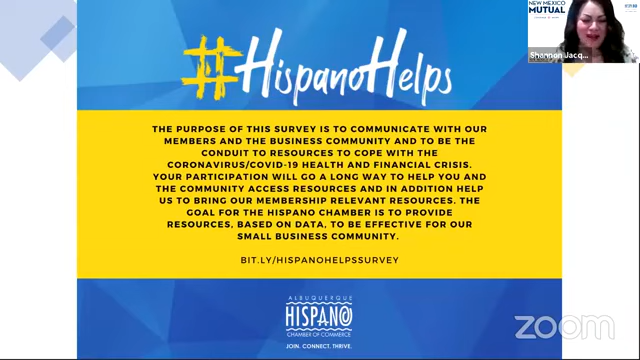 NEW MEXICO
MUTUAL
Shannon Jacq...
#HispanoHelps
THE PURPOSE OF THIS SURVEY IS TO COMMUNICATE WITH OUR
MEMBERS AND THE BUSINESS COMMUNITY AND TO BE THE
CONDUIT TO RESOURCES TO COPE WITH THE
CORONAVIRUS/COVID-19 HEALTH AND FINANCIAL CRISIS.
YOUR PARTICIPATION WILL GO A LONG WAY TO HELP YOU AND
THE COMMUNITY ACCESS RESOURCES AND IN ADDITION HELP
US TO BRING OUR MEMBERSHIP RELEVANT RESOURCES. THE
GOAL FOR THE HISPANO CHAMBER IS TO PROVIDE
RESOURCES, BASED ON DATA, TO BE EFFECTIVE FOR OUR
SMALL BUSINESS COMMUNITY.
BIT.LY/HISPANOHELPSSURVEY
ALBUQUERQUE
HISPANO
CHAMBER OF COMMERCE
JOIN. CONNECT. THRIVE.
zoom